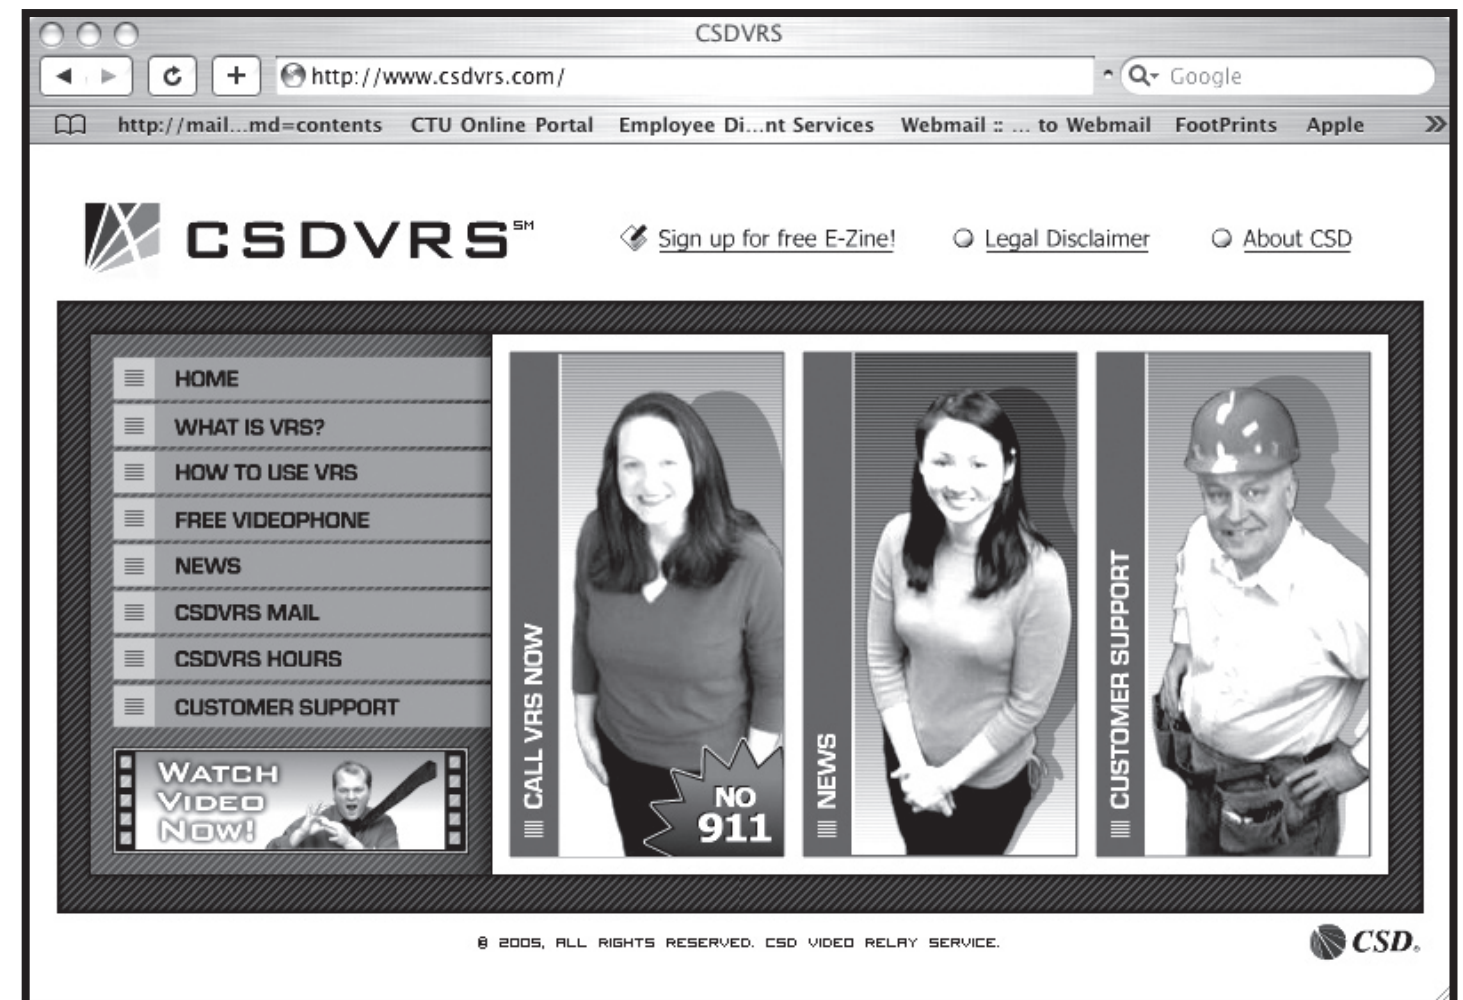 CSDVRS
http://www.csdvrs.com/
Google
http://mail...md=contents CTU Online Portal Employee Di...nt Services Webmail :: ... to Webmail FootPrints Apple
CSDVRS SM
Sign up for free E-Zine! Legal Disclaimer About CSD
HOME
WHAT IS VRS?
HOW TO USE VRS
FREE VIDEOPHONE
NEWS
CSDVRS MAIL
CSDVRS HOURS
CUSTOMER SUPPORT
WATCH
VIDEO
NOW!
CALL VRS NOW
NO
911
NEWS
CUSTOMER SUPPORT
© 2005, ALL RIGHTS RESERVED. CSD VIDEO RELAY SERVICE.
CSD.